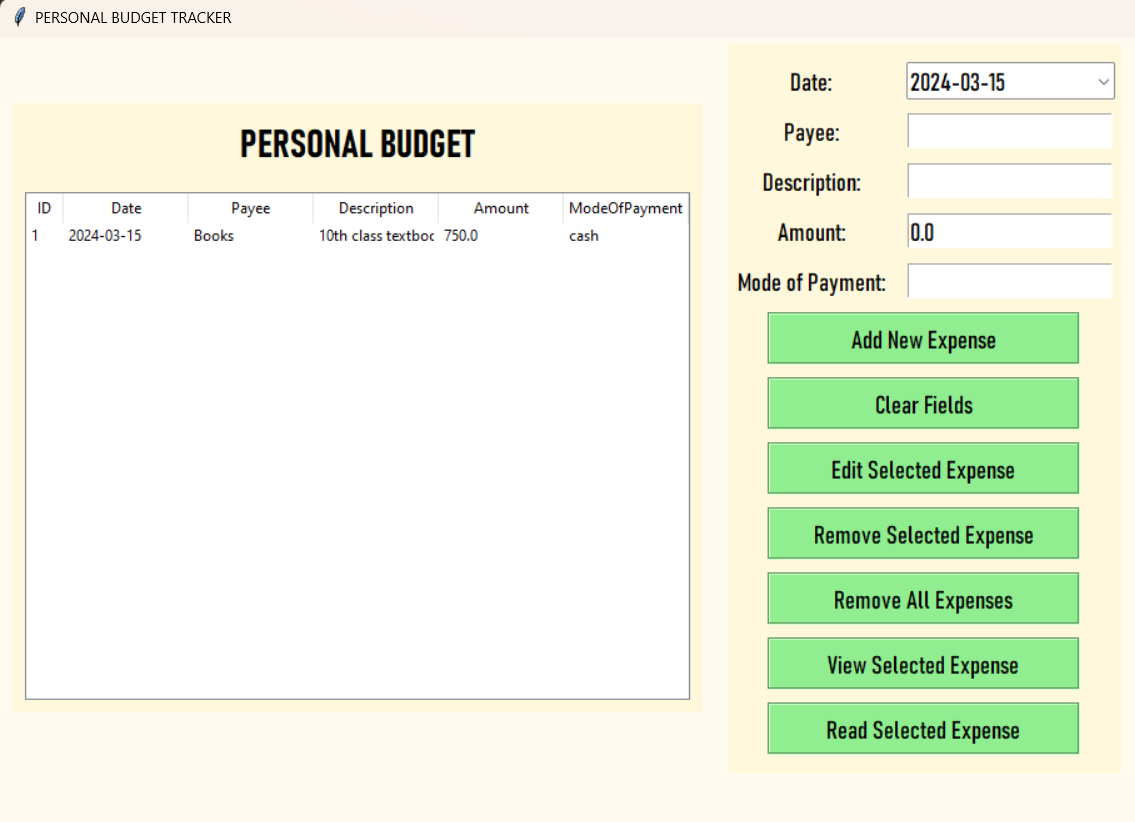 PERSONAL BUDGET TRACKER
PERSONAL BUDGET
ID Date Payee Description Amount ModeOfPayment
1 2024-03-15 Books 10th class textboo 750.0 cash
Date: 2024-03-15
Payee:
Description:
Amount: 0.0
Mode of Payment:
Add New Expense
Clear Fields
Edit Selected Expense
Remove Selected Expense
Remove All Expenses
View Selected Expense
Read Selected Expense